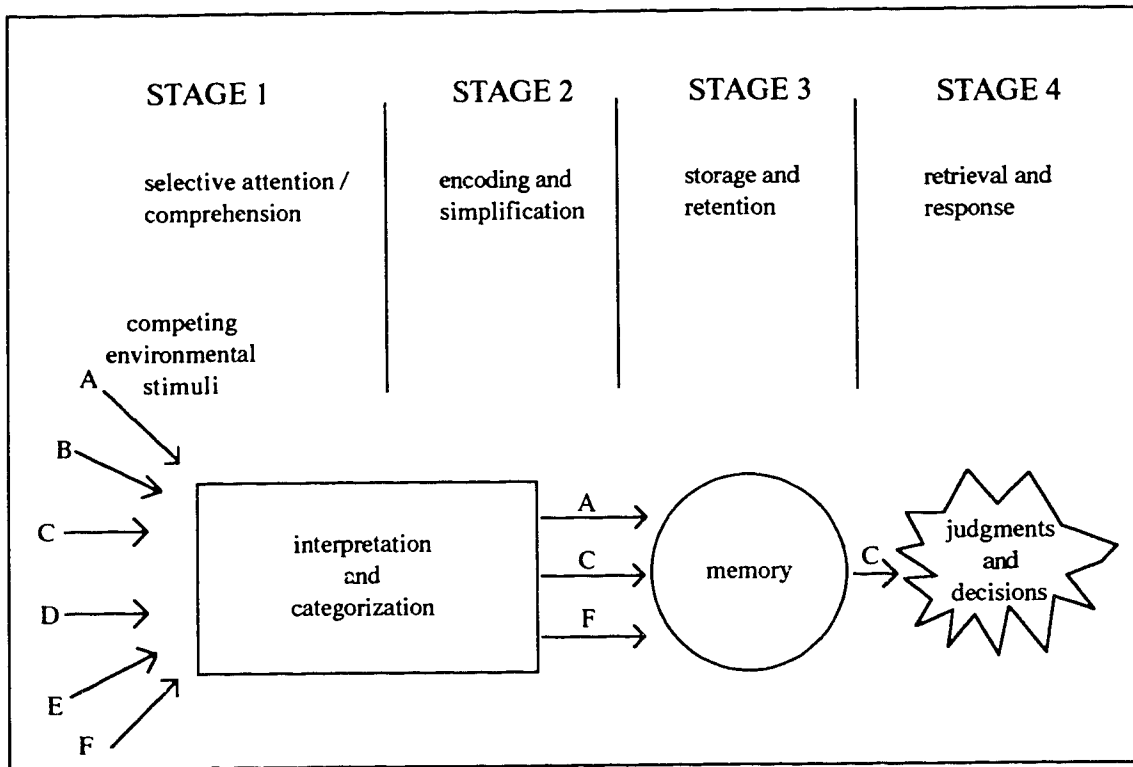 STAGE 1
STAGE 2
STAGE 3
STAGE 4
selective attention /
comprehension
encoding and
simplification
storage and
retention
retrieval and
response
competing
environmental
stimuli
A
B
C
D
E
F
interpretation
and
categorization
A
C
F
memory
C
judgments
and
decisions